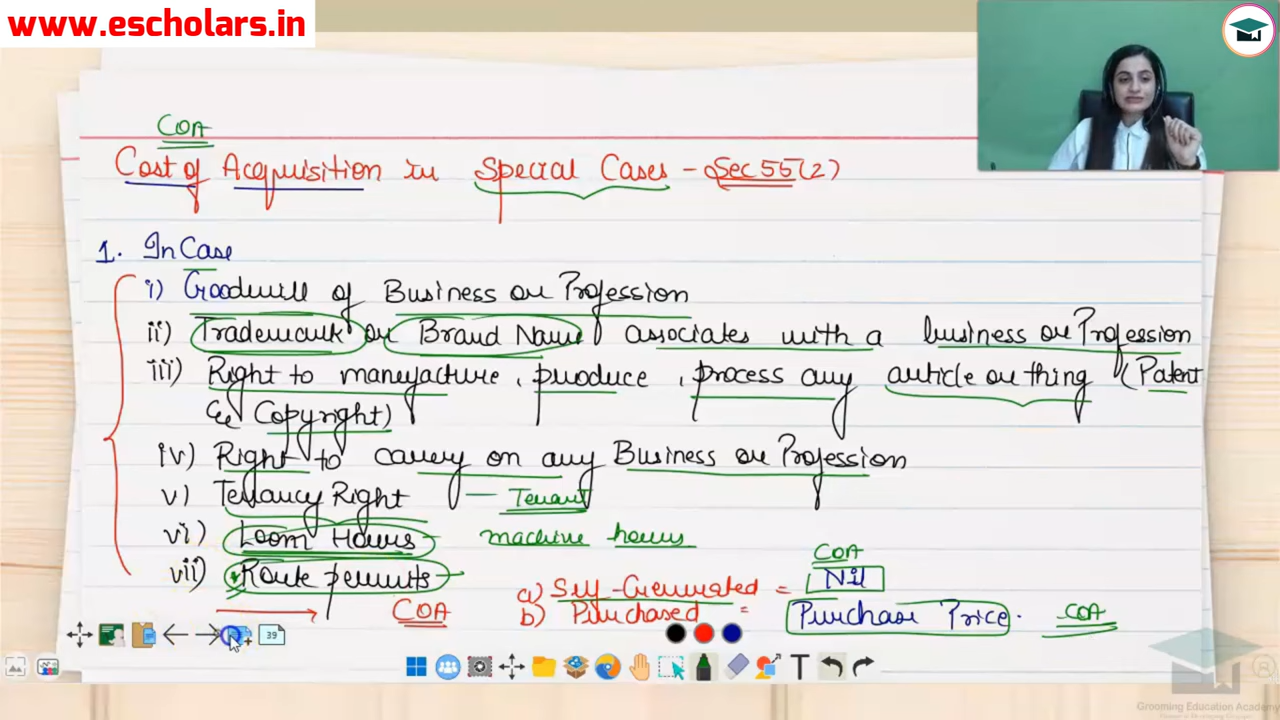 www.escholars.in
COA
Cost of Acquisition in Special Cases - Sec 55(2)
1. In Case
i) Goodwill of Business or Profession
ii) Trademark or Brand Name associates with a business or Profession
iii) Right to manufacture, produce, process any article or thing (Patent
& Copyright)
iv) Right to carry on any Business or Profession
v) Tenancy Right — Tenant
vi) Loom Hours machine hours
vii) Route permits
COA
a) Self-Generated = Nil
COA
b) Purchased = Purchase Price. COA
39
T
Grooming Education Academy